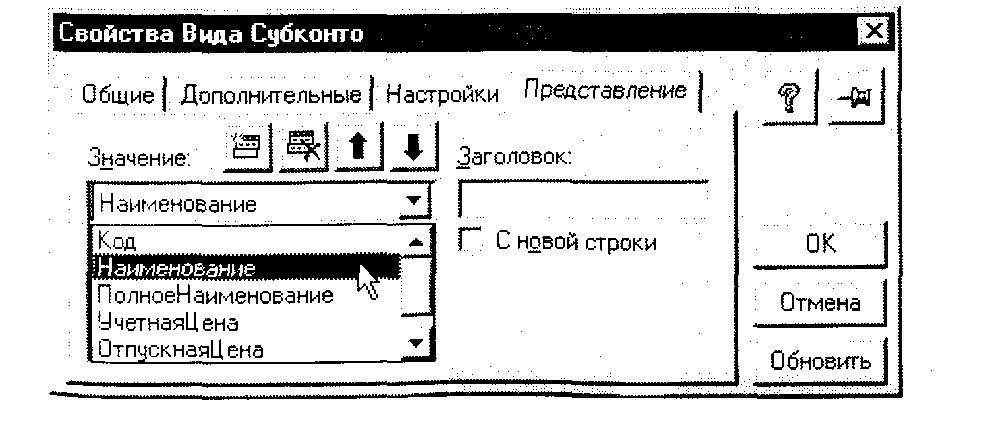 Свойства Вида Субконто
Общие Дополнительные Настройки Представление
Значение:
Заголовок:
Наименование
С новой строки
Код
Наименование
ПолноеНаименование
УчетнаяЦена
ОтпускнаяЦена
OK
Отмена
Обновить